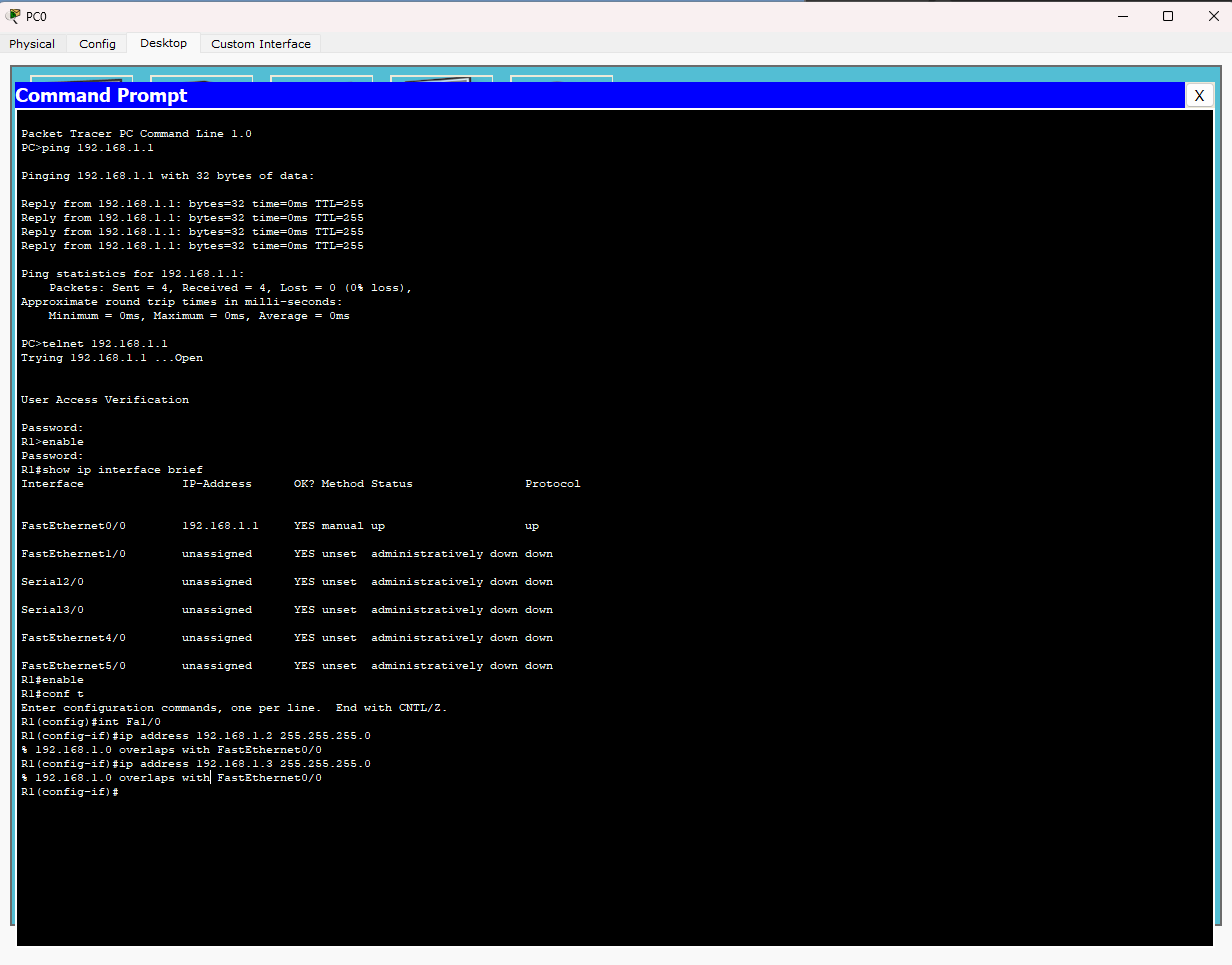 PC0
Physical Config Desktop Custom Interface
Command Prompt
X
Packet Tracer PC Command Line 1.0
PC>ping 192.168.1.1
Pinging 192.168.1.1 with 32 bytes of data:
Reply from 192.168.1.1: bytes=32 time=0ms TTL=255
Reply from 192.168.1.1: bytes=32 time=0ms TTL=255
Reply from 192.168.1.1: bytes=32 time=0ms TTL=255
Reply from 192.168.1.1: bytes=32 time=0ms TTL=255
Ping statistics for 192.168.1.1:
Packets: Sent = 4, Received = 4, Lost = 0 (0% loss),
Approximate round trip times in milli-seconds:
Minimum = 0ms, Maximum = 0ms, Average = 0ms
PC>telnet 192.168.1.1
Trying 192.168.1.1 ...Open
User Access Verification
Password:
R1>enable
Password:
R1#show ip interface brief
Interface IP-Address OK? Method Status Protocol
FastEthernet0/0 192.168.1.1 YES manual up up
FastEthernet1/0 unassigned YES unset administratively down down
Serial2/0 unassigned YES unset administratively down down
Serial3/0 unassigned YES unset administratively down down
FastEthernet4/0 unassigned YES unset administratively down down
FastEthernet5/0 unassigned YES unset administratively down down
R1#enable
R1#conf t
Enter configuration commands, one per line. End with CNTL/Z.
R1(config)#int Fa1/0
R1(config-if)#ip address 192.168.1.2 255.255.255.0
% 192.168.1.0 overlaps with FastEthernet0/0
R1(config-if)#ip address 192.168.1.3 255.255.255.0
% 192.168.1.0 overlaps with FastEthernet0/0
R1(config-if)#